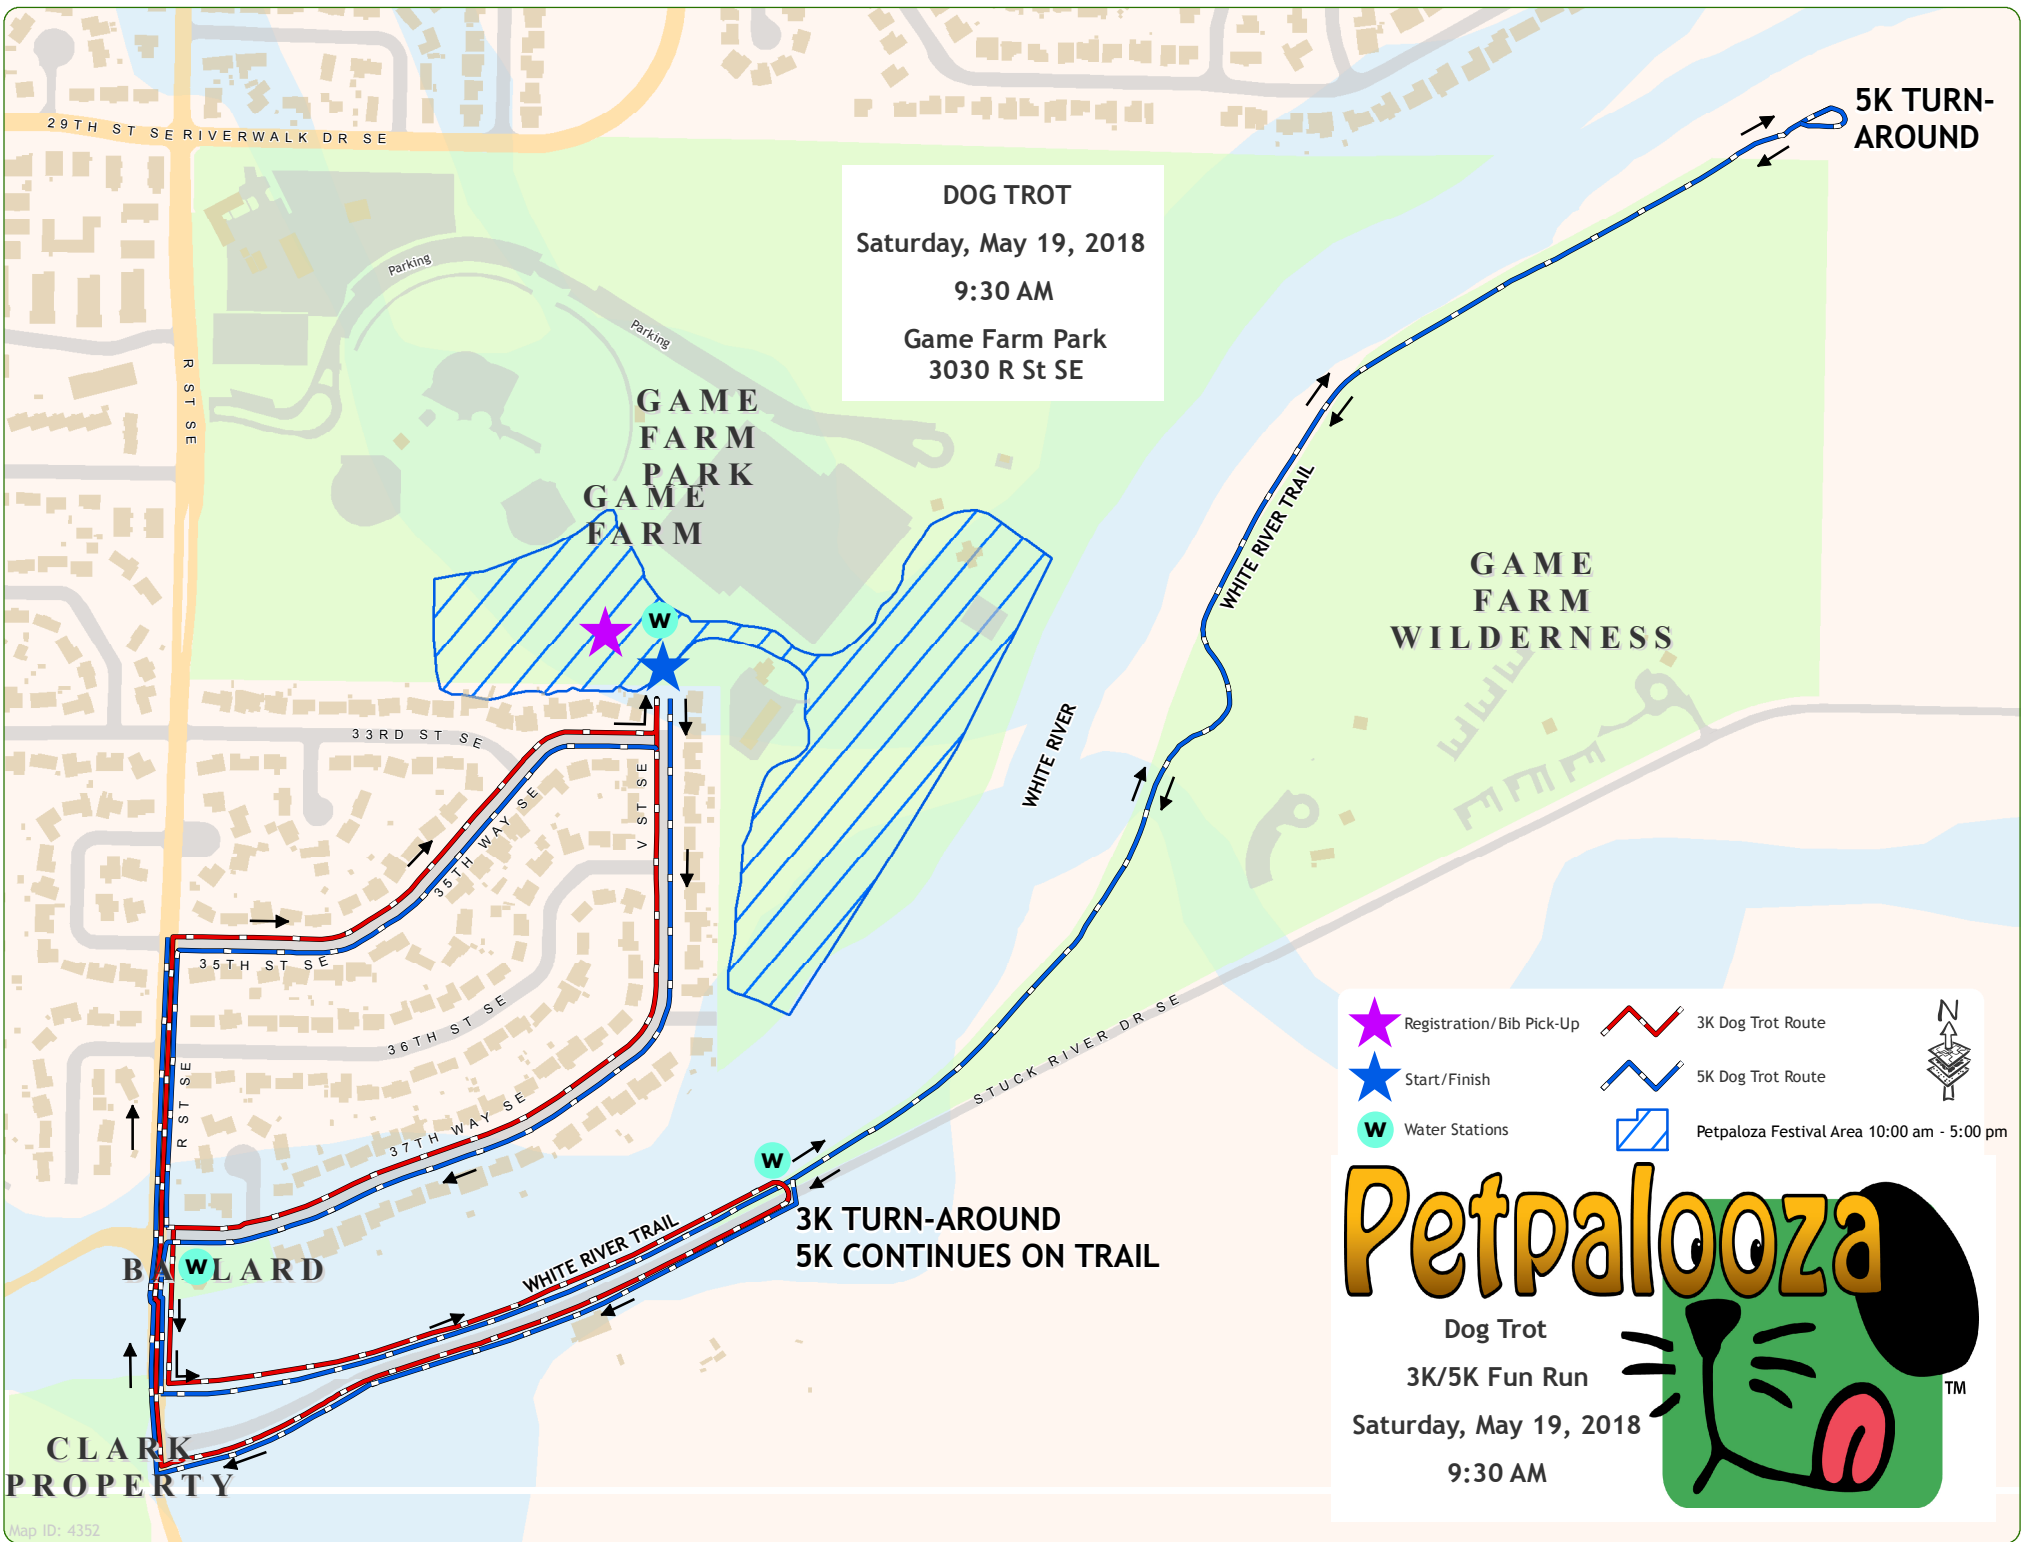 29TH ST SE
RIVERWALK DR SE
5K TURN-
AROUND
DOG TROT
Saturday, May 19, 2018
9:30 AM
Game Farm Park
3030 R St SE
Parking
Parking
R ST SE
GAME
FARM
PARK
GAME
FARM
W
WHITE RIVER TRAIL
GAME
FARM
WILDERNESS
WHITE RIVER
33RD ST SE
V ST SE
35TH WAY SE
35TH ST SE
36TH ST SE
R ST SE
37TH WAY SE
STUCK RIVER DR SE
W
3K TURN-AROUND
5K CONTINUES ON TRAIL
WHITE RIVER TRAIL
BALLARD
W
CLARK
PROPERTY
Map ID: 4352
Registration/Bib Pick-Up
3K Dog Trot Route
N
Start/Finish
5K Dog Trot Route
W
Water Stations
Petpaloza Festival Area 10:00 am - 5:00 pm
Petpalooza
TM
Dog Trot
3K/5K Fun Run
Saturday, May 19, 2018
9:30 AM